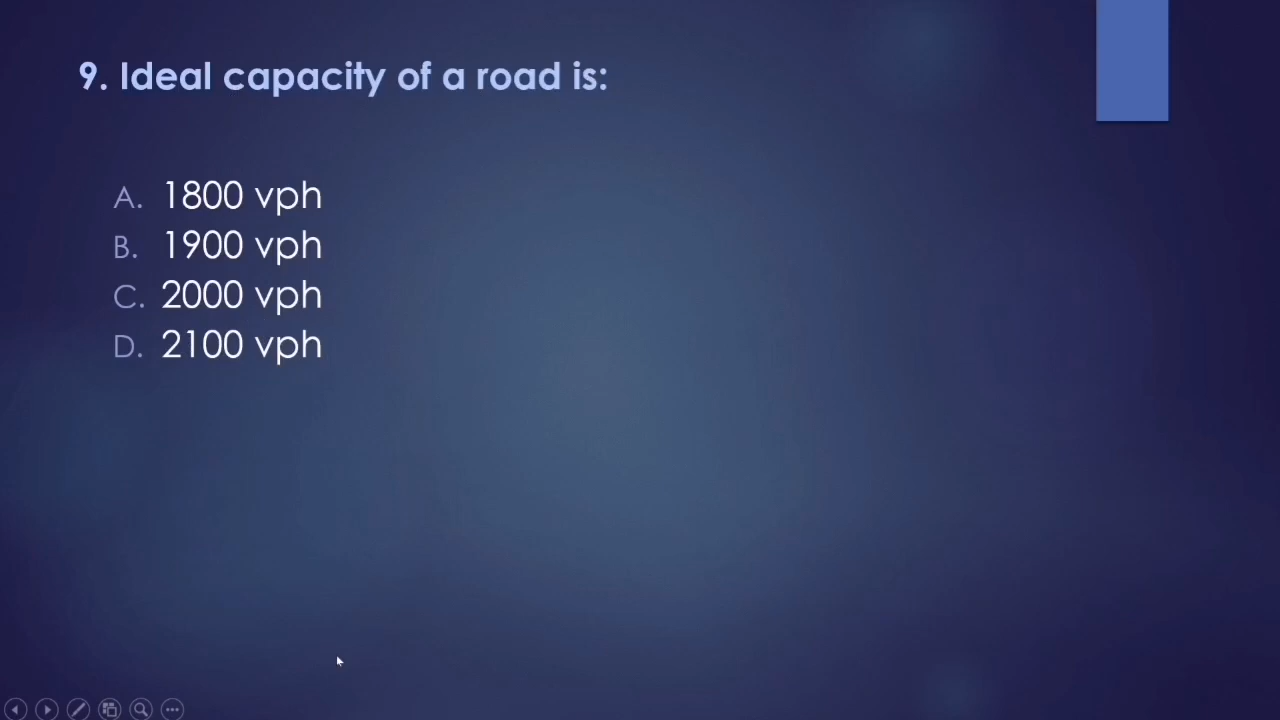 9. Ideal capacity of a road is:
A. 1800 vph
B. 1900 vph
C. 2000 vph
D. 2100 vph